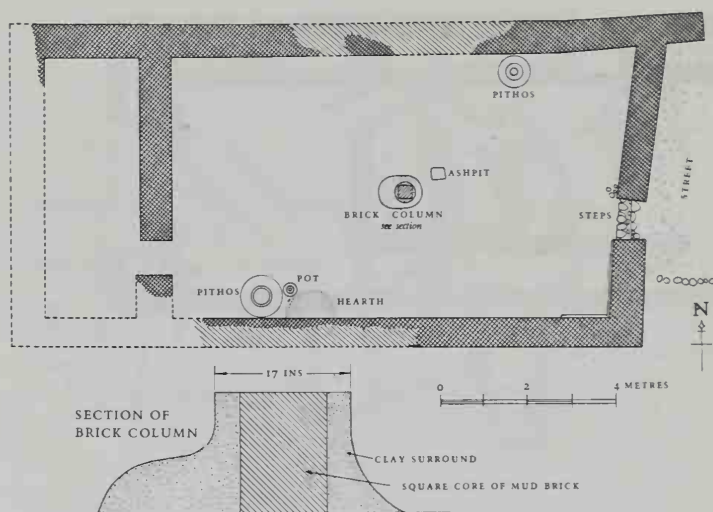 PITHOS
ASHPIT
BRICK COLUMN
see section
STEPS
STREET
PITHOS
POT
HEARTH
N
17 INS
0 2 4 METRES
SECTION OF
BRICK COLUMN
CLAY SURROUND
SQUARE CORE OF MUD BRICK